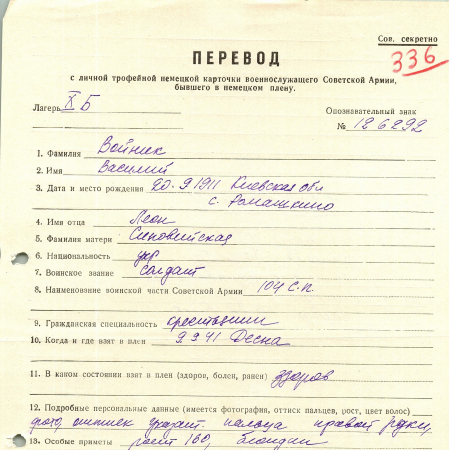 Сов. секретно
336
ПЕРЕВОД
с личной трофейной немецкой карточки военнослужащего Советской Армии,
бывшего в немецком плену.
Лагерь X Б
Опознавательный знак
№ 126292
1. Фамилия Войник
2. Имя Василий
3. Дата и место рождения 20.9.1911 Киевская обл
с. Ромашкино
4. Имя отца Леон
5. Фамилия матери Синовийская
6. Национальность укр
7. Воинское звание солдат
8. Наименование воинской части Советской Армии 104 с.п.
9. Гражданская специальность крестьянин
10. Когда и где взят в плен 9.9.41 Десна
11. В каком состоянии взят в плен (здоров, болен, ранен) здоров
12. Подробные персональные данные (имеется фотография, оттиск пальцев, рост, цвет волос)
фото, оттиск указат. пальца правой руки,
13. Особые приметы рост 160, блондин